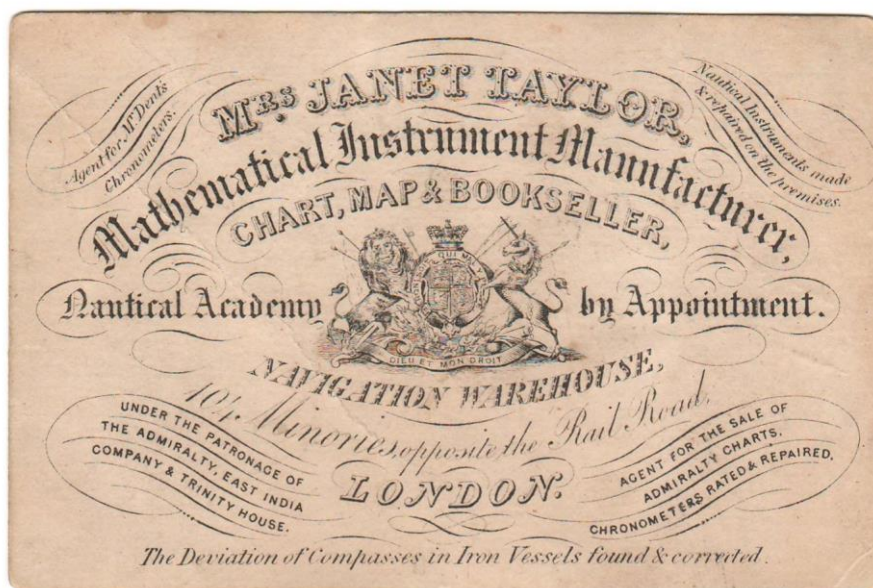 Agent for Mr. Dent's
Chronometers.
Mrs JANET TAYLOR,
Nautical Instruments made
& repaired on the premises.
Mathematical Instrument Manufacturer,
CHART, MAP & BOOKSELLER,
QUI MAL
Nautical Academy by Appointment.
DIEU ET MON DROIT
NAVIGATION WAREHOUSE,
104 Minories, opposite the Rail Road,
LONDON.
UNDER THE PATRONAGE OF
THE ADMIRALTY, EAST INDIA
COMPANY & TRINITY HOUSE.
AGENT FOR THE SALE OF
ADMIRALTY CHARTS,
CHRONOMETERS RATED & REPAIRED,
The Deviation of Compasses in Iron Vessels found & corrected.